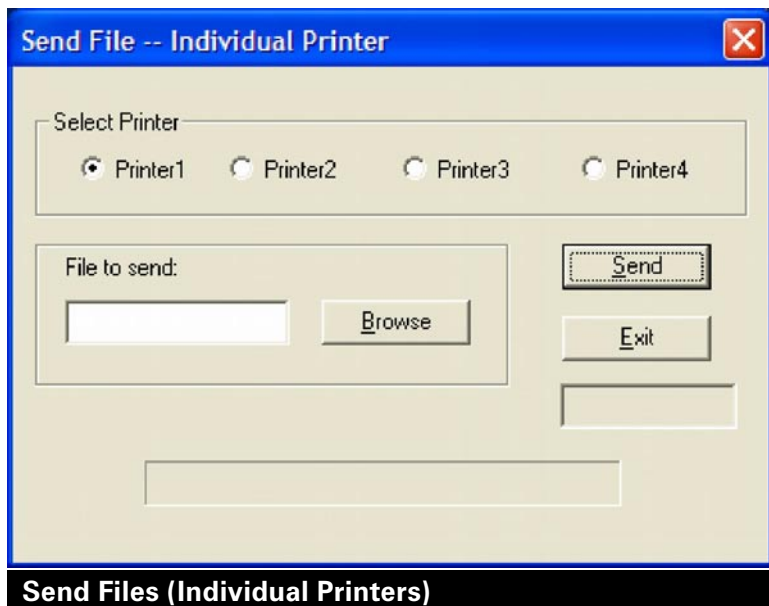 Send File -- Individual Printer
Select Printer
Printer1 Printer2 Printer3 Printer4
File to send:
Send
Browse
Exit
Send Files (Individual Printers)